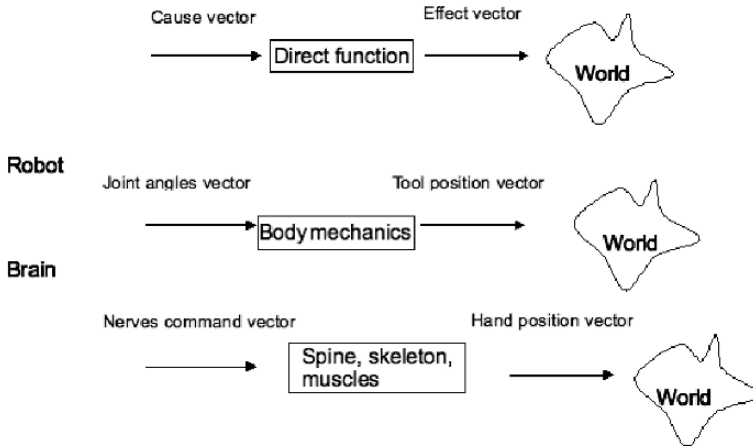 Cause vector
Effect vector
Direct function
World
Robot
Joint angles vector
Tool position vector
Body mechanics
World
Brain
Nerves command vector
Hand position vector
Spine, skeleton,
muscles
World